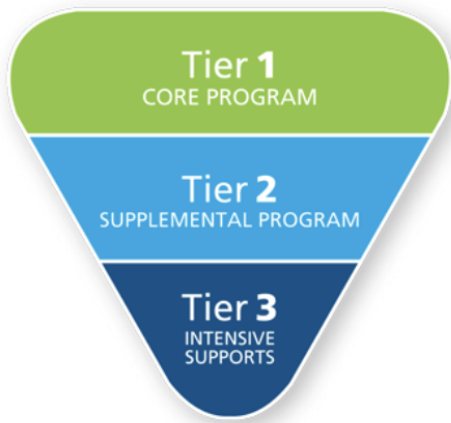 Tier 1
CORE PROGRAM
Tier 2
SUPPLEMENTAL PROGRAM
Tier 3
INTENSIVE
SUPPORTS